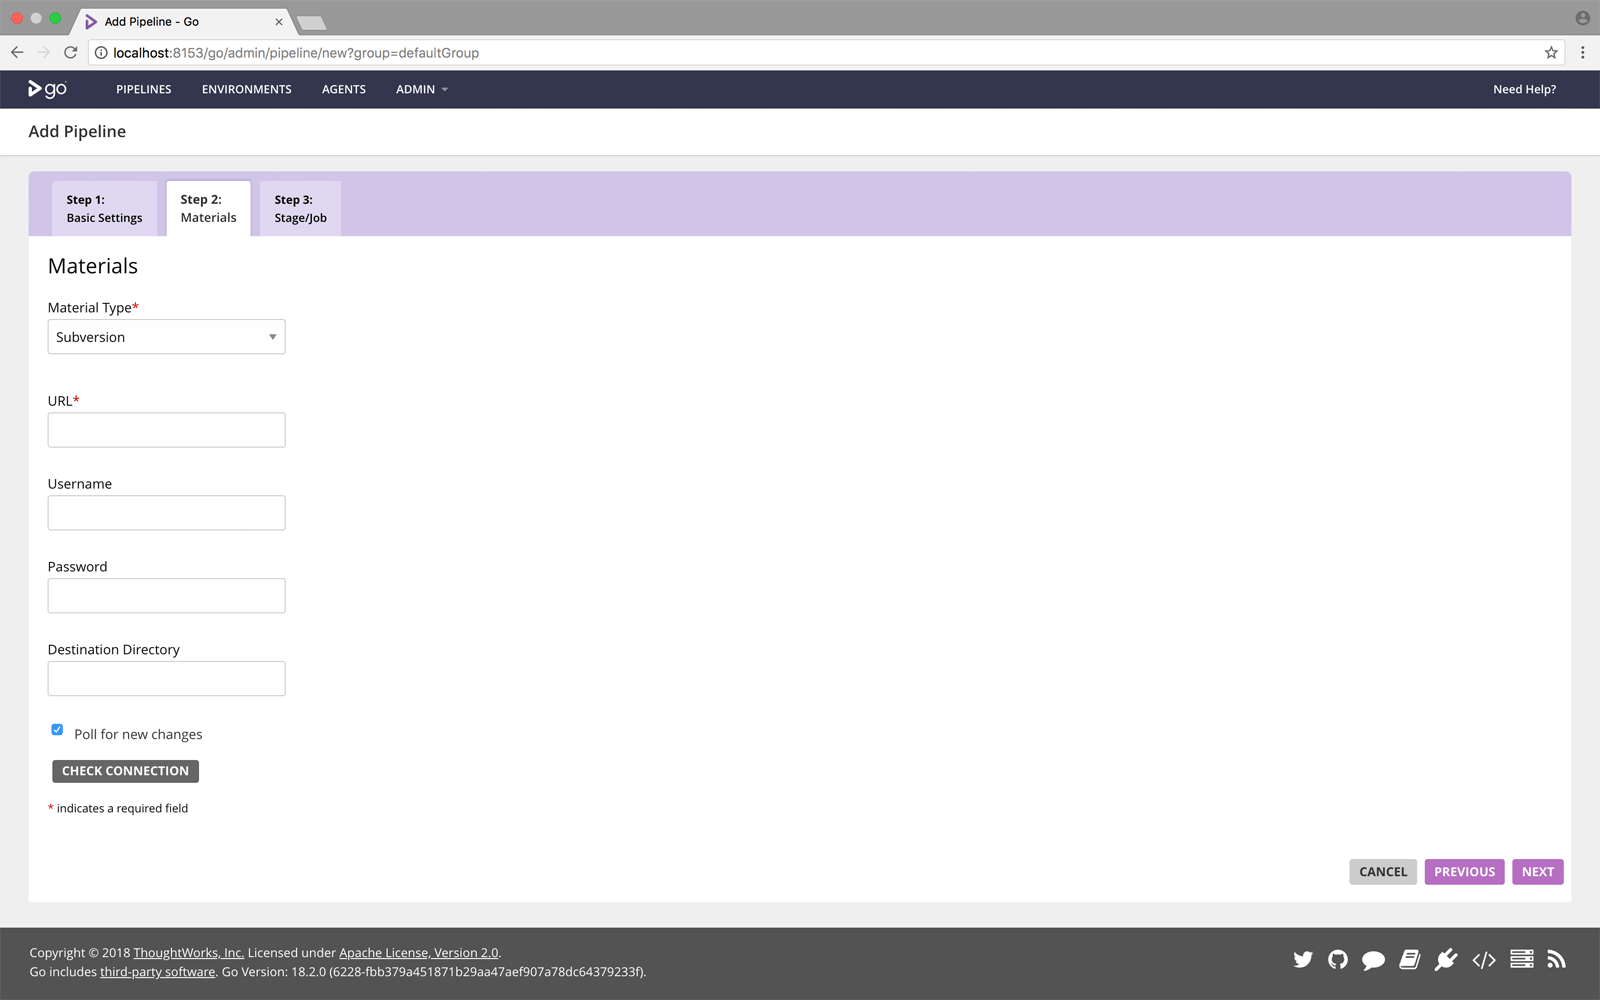 Add Pipeline - Go
localhost:8153/go/admin/pipeline/new?group=defaultGroup
go PIPELINES ENVIRONMENTS AGENTS ADMIN Need Help?
Add Pipeline
Step 1: Step 2: Step 3:
Basic Settings Materials Stage/Job
Materials
Material Type*
Subversion
URL*
Username
Password
Destination Directory
Poll for new changes
CHECK CONNECTION
* indicates a required field
CANCEL PREVIOUS NEXT
Copyright © 2018 ThoughtWorks, Inc. Licensed under Apache License, Version 2.0.
Go includes third-party software. Go Version: 18.2.0 (6228-fbb379a451871b29aa47aef907a78dc64379233f).